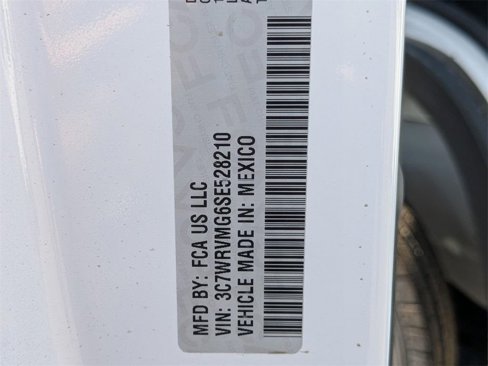 MFD BY: FCA US LLC
VIN: 3C7WRVMG6SE528210
VEHICLE MADE IN: MEXICO